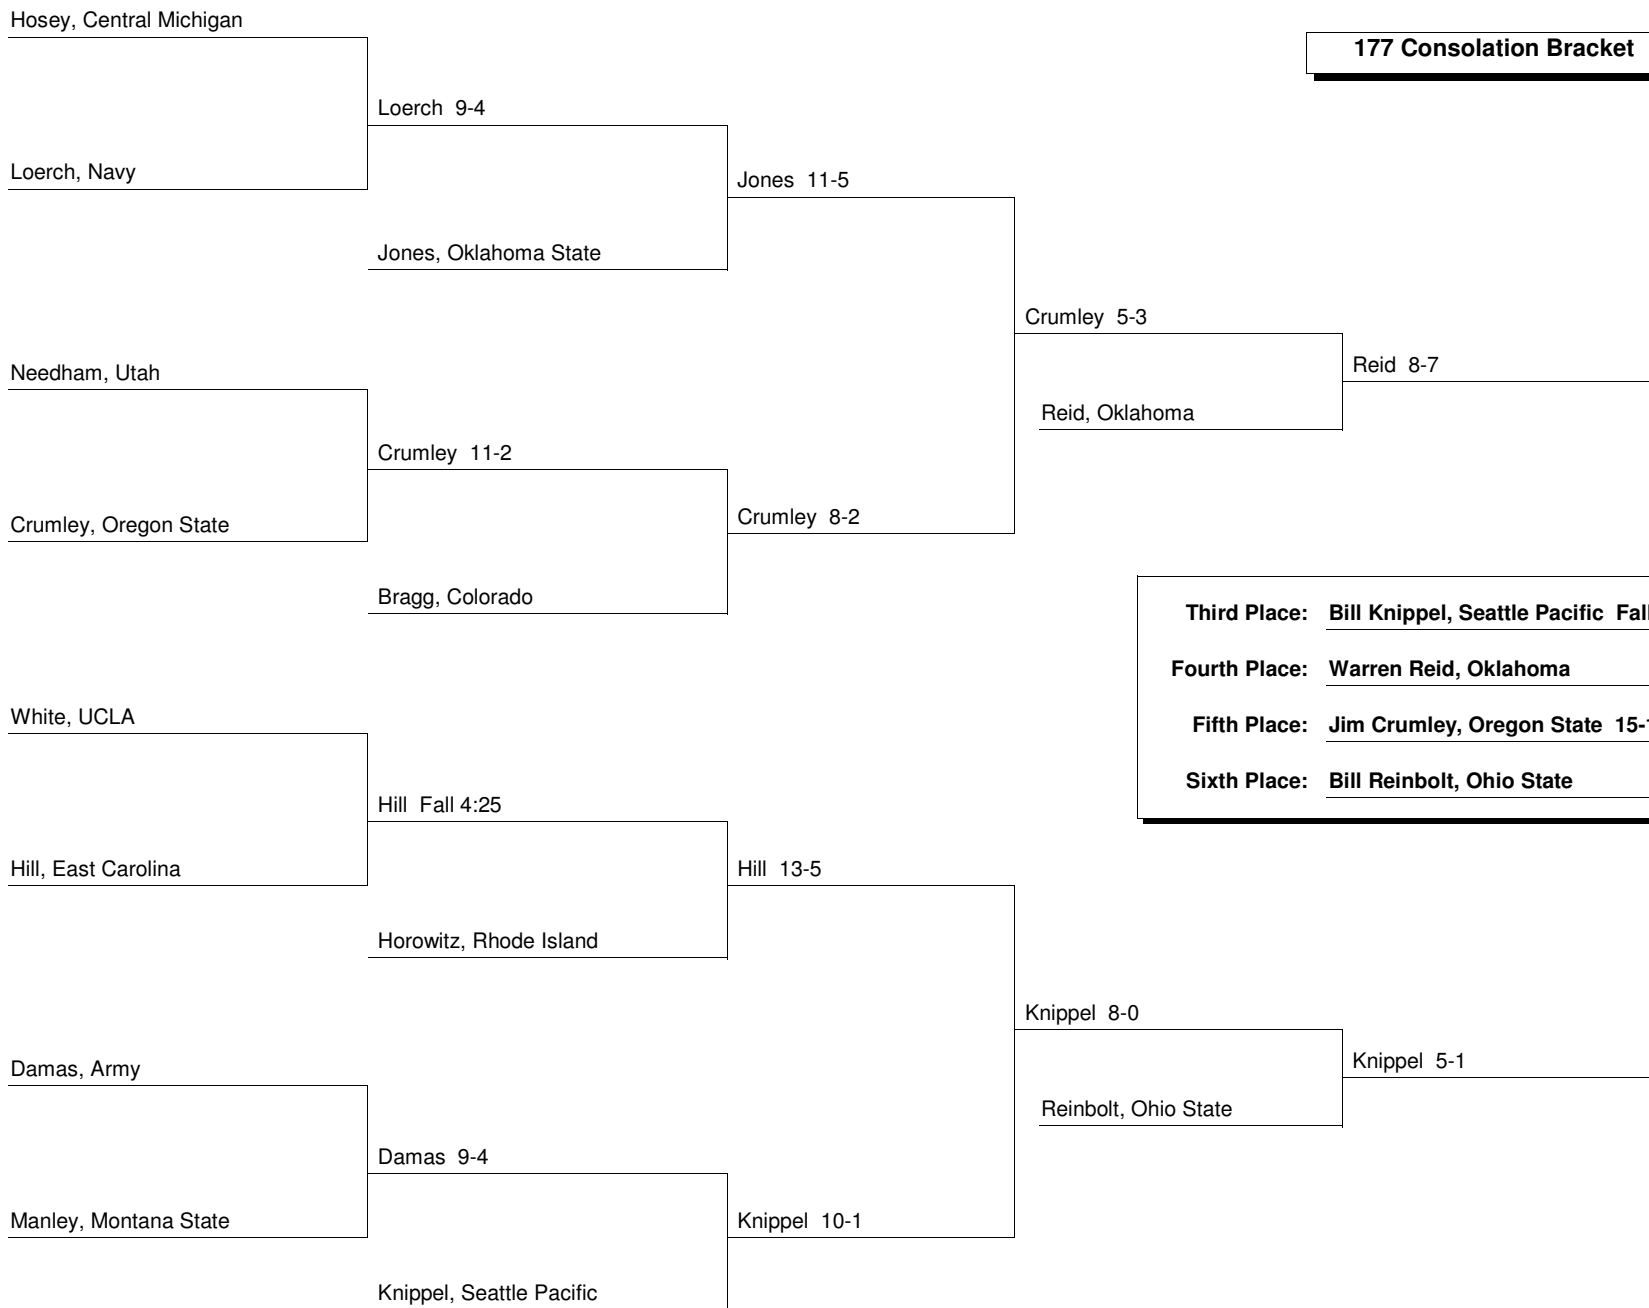 Hosey, Central Michigan
177 Consolation Bracket
Loerch 9-4
Loerch, Navy
Jones 11-5
Jones, Oklahoma State
Crumley 5-3
Needham, Utah
Reid 8-7
Reid, Oklahoma
Crumley 11-2
Crumley, Oregon State
Crumley 8-2
Bragg, Colorado
Third Place: Bill Knippel, Seattle Pacific Fall
Fourth Place: Warren Reid, Oklahoma
Fifth Place: Jim Crumley, Oregon State 15-
Sixth Place: Bill Reinbolt, Ohio State
White, UCLA
Hill Fall 4:25
Hill, East Carolina
Hill 13-5
Horowitz, Rhode Island
Knippel 8-0
Damas, Army
Knippel 5-1
Reinbolt, Ohio State
Damas 9-4
Manley, Montana State
Knippel 10-1
Knippel, Seattle Pacific